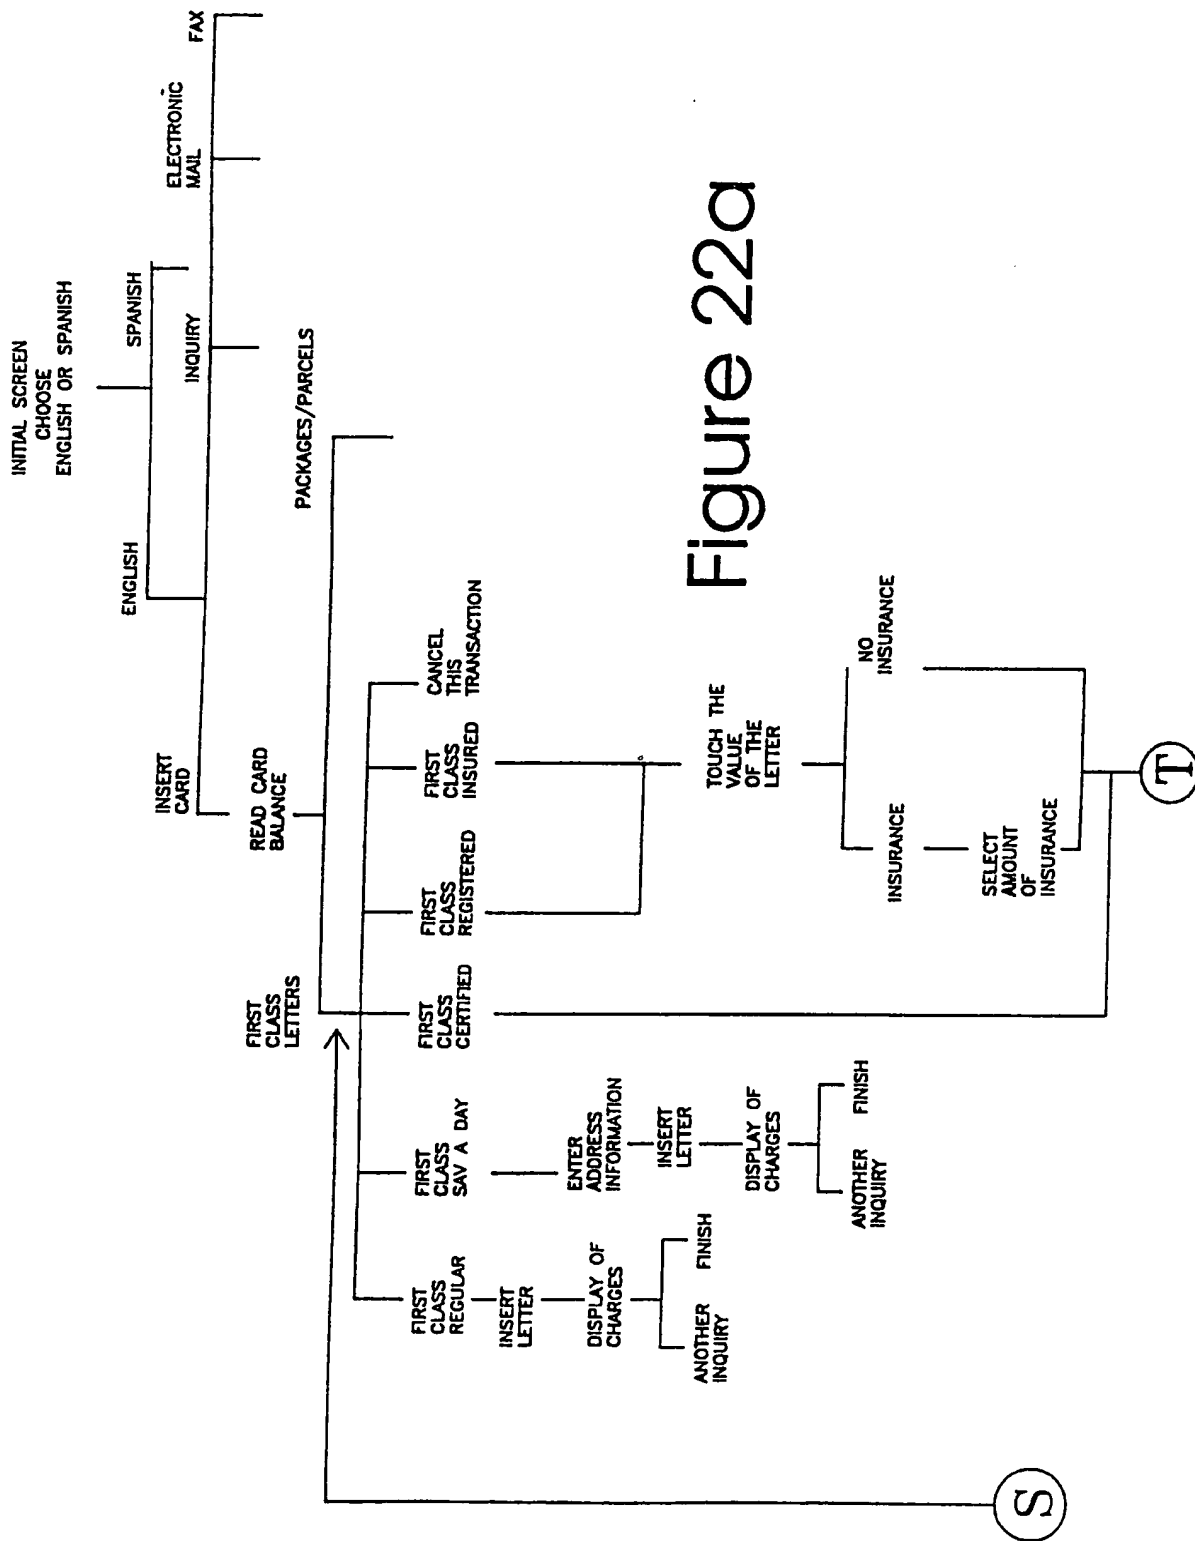 INITIAL SCREEN
CHOOSE
ENGLISH OR SPANISH
ENGLISH
SPANISH
INSERT
CARD
INQUIRY
ELECTRONIC
MAIL
FAX
READ CARD
BALANCE
FIRST
CLASS
LETTERS
PACKAGES/PARCELS
FIRST
CLASS
REGULAR
FIRST
CLASS
SAV A DAY
FIRST
CLASS
CERTIFIED
FIRST
CLASS
REGISTERED
FIRST
CLASS
INSURED
CANCEL
THIS
TRANSACTION
INSERT
LETTER
DISPLAY OF
CHARGES
ANOTHER
INQUIRY
FINISH
ENTER
ADDRESS
INFORMATION
INSERT
LETTER
DISPLAY OF
CHARGES
ANOTHER
INQUIRY
FINISH
TOUCH THE
VALUE
OF THE
LETTER
INSURANCE
NO
INSURANCE
SELECT
AMOUNT
OF
INSURANCE
S
T
Figure 22a